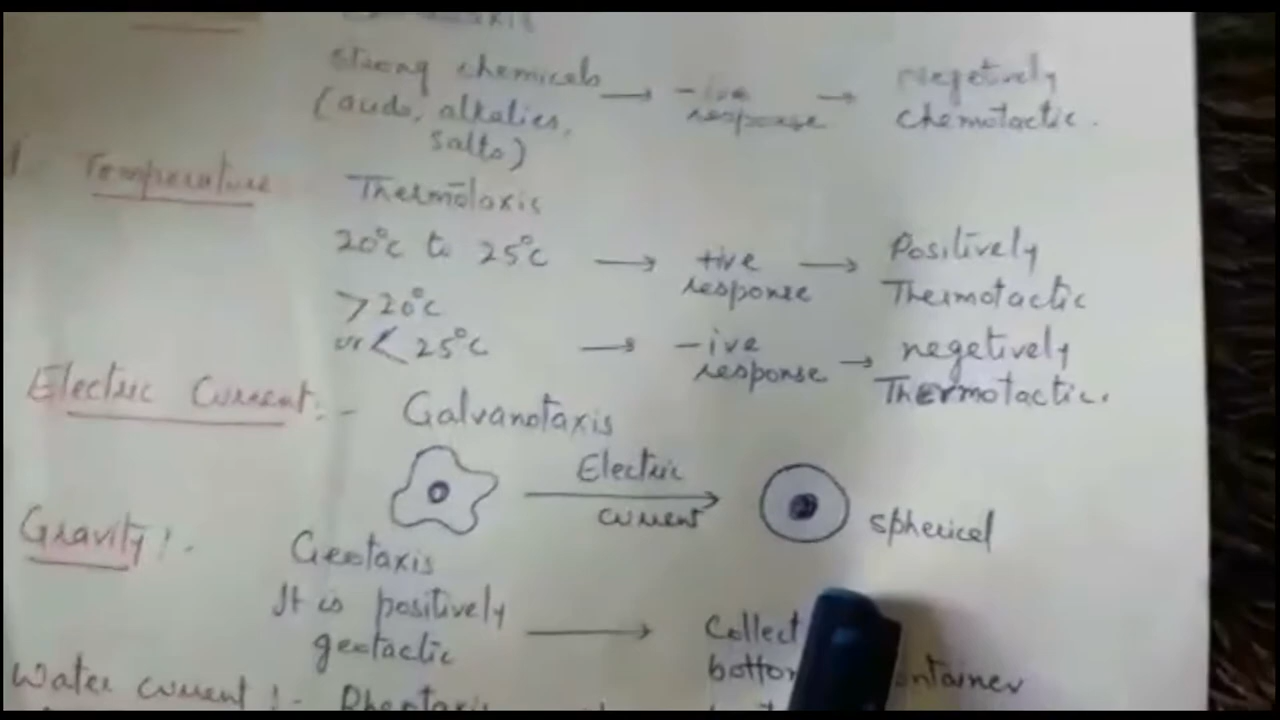 strong chemicals → -ive response → Negetively
(acids, alkalies, salts) chemotactic.
Temperature Thermotaxis
20°c to 25°c → +ive response → Positively Thermotactic
> 20°c
or < 25°c → -ive response → negetively Thermotactic.
Electric Current:- Galvanotaxis
Electric current
spherical
Gravity:- Geotaxis
It is positively geotactic → Collect
bottom container
Water current:- Rheotaxis